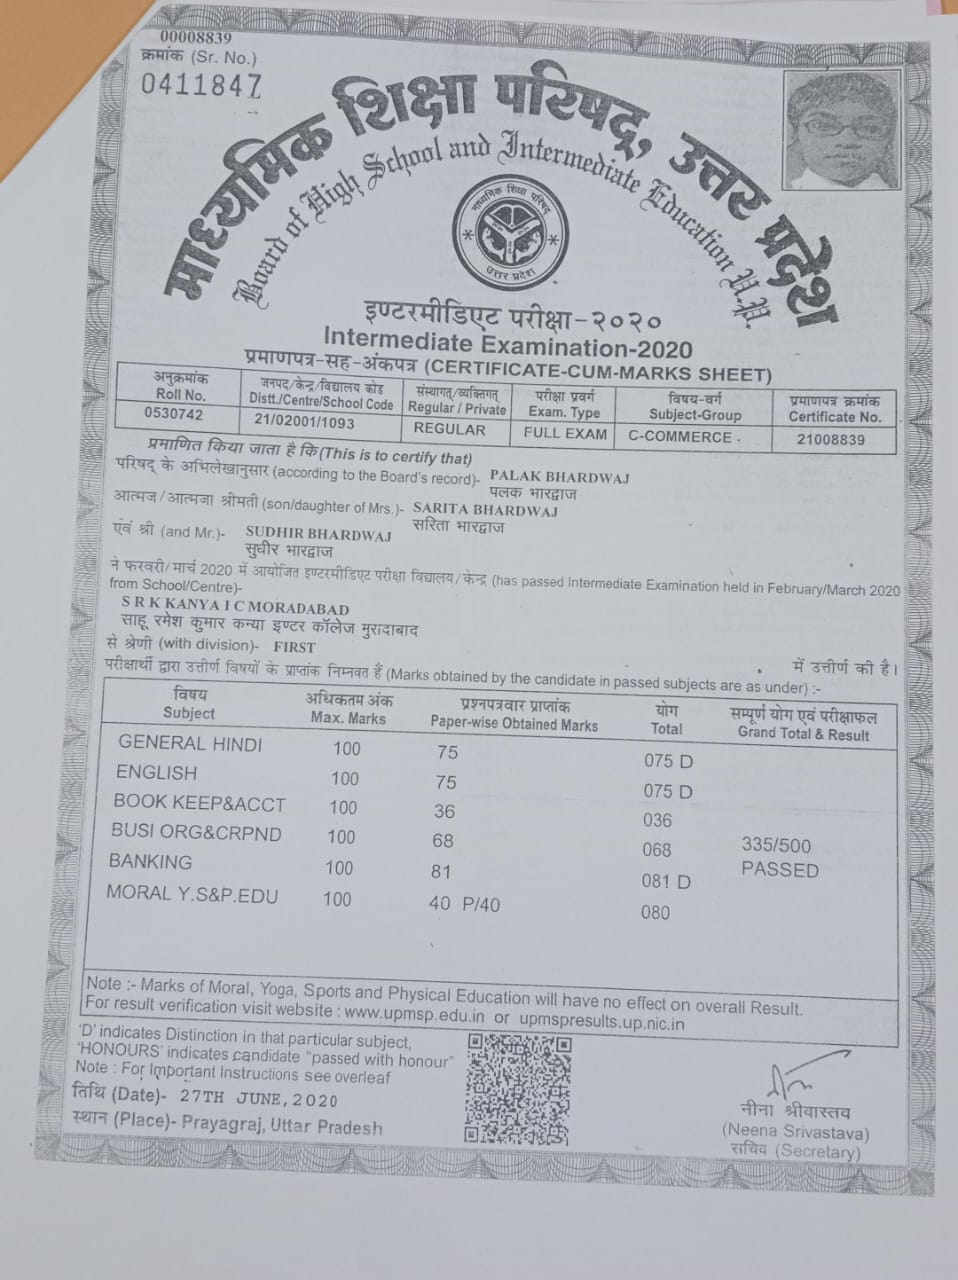 00008839
क्रमांक (Sr. No.)
0411847
माध्यमिक शिक्षा परिषद्, उत्तर प्रदेश
Board of High School and Intermediate Education U.P.
माध्यमिक शिक्षा परिषद
उत्तर प्रदेश
इण्टरमीडिएट परीक्षा-२०२०
Intermediate Examination-2020
प्रमाणपत्र-सह-अंकपत्र (CERTIFICATE-CUM-MARKS SHEET)
अनुक्रमांक जनपद/केन्द्र/विद्यालय कोड संस्थागत्/व्यक्तिगत् परीक्षा प्रवर्ग विषय-वर्ग प्रमाणपत्र क्रमांक
Roll No. Distt./Centre/School Code Regular / Private Exam. Type Subject-Group Certificate No.
0530742 21/02001/1093 REGULAR FULL EXAM C-COMMERCE 21008839
प्रमाणित किया जाता है कि (This is to certify that)
परिषद् के अभिलेखानुसार (according to the Board's record)- PALAK BHARDWAJ
पलक भारद्वाज
आत्मज/आत्मजा श्रीमती (son/daughter of Mrs.)- SARITA BHARDWAJ
सरिता भारद्वाज
एवं श्री (and Mr.)- SUDHIR BHARDWAJ
सुधीर भारद्वाज
ने फरवरी/मार्च 2020 में आयोजित इण्टरमीडिएट परीक्षा विद्यालय/केन्द्र (has passed Intermediate Examination held in February/March 2020
from School/Centre)-
S R K KANYA I C MORADABAD
साहू रमेश कुमार कन्या इण्टर कॉलेज मुरादाबाद
से श्रेणी (with division)- FIRST में उत्तीर्ण की है।
परीक्षार्थी द्वारा उत्तीर्ण विषयों के प्राप्तांक निम्नवत हैं (Marks obtained by the candidate in passed subjects are as under) :-
विषय अधिकतम अंक प्रश्नपत्रवार प्राप्तांक योग सम्पूर्ण योग एवं परीक्षाफल
Subject Max. Marks Paper-wise Obtained Marks Total Grand Total & Result
GENERAL HINDI 100 75 075 D
ENGLISH 100 75 075 D
BOOK KEEP&ACCT 100 36 036
BUSI ORG&CRPND 100 68 068 335/500
BANKING 100 81 081 D PASSED
MORAL Y.S&P.EDU 100 40 P/40 080
Note :- Marks of Moral, Yoga, Sports and Physical Education will have no effect on overall Result.
For result verification visit website : www.upmsp.edu.in or upmspresults.up.nic.in
'D' indicates Distinction in that particular subject,
'HONOURS' indicates candidate "passed with honour"
Note : For Important Instructions see overleaf
तिथि (Date)- 27TH JUNE, 2020
स्थान (Place)- Prayagraj, Uttar Pradesh
नीना श्रीवास्तव
(Neena Srivastava)
सचिव (Secretary)